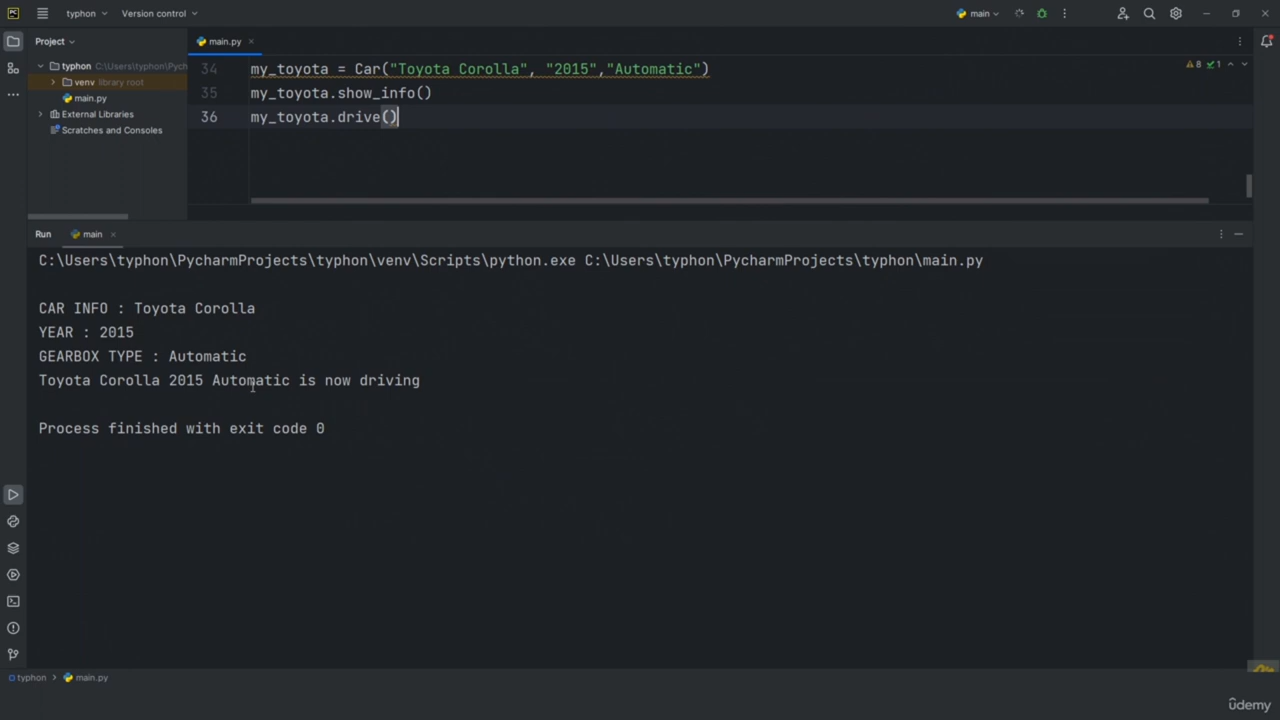 typhon
Version control
main
Project
main.py
typhon C:\Users\typhon\Pych
venv library root
main.py
External Libraries
Scratches and Consoles
34 my_toyota = Car("Toyota Corolla", "2015","Automatic")
35 my_toyota.show_info()
36 my_toyota.drive()
8
1
Run
main
C:\Users\typhon\PycharmProjects\typhon\venv\Scripts\python.exe C:\Users\typhon\PycharmProjects\typhon\main.py
CAR INFO : Toyota Corolla
YEAR : 2015
GEARBOX TYPE : Automatic
Toyota Corolla 2015 Automatic is now driving
Process finished with exit code 0
typhon > main.py
udemy